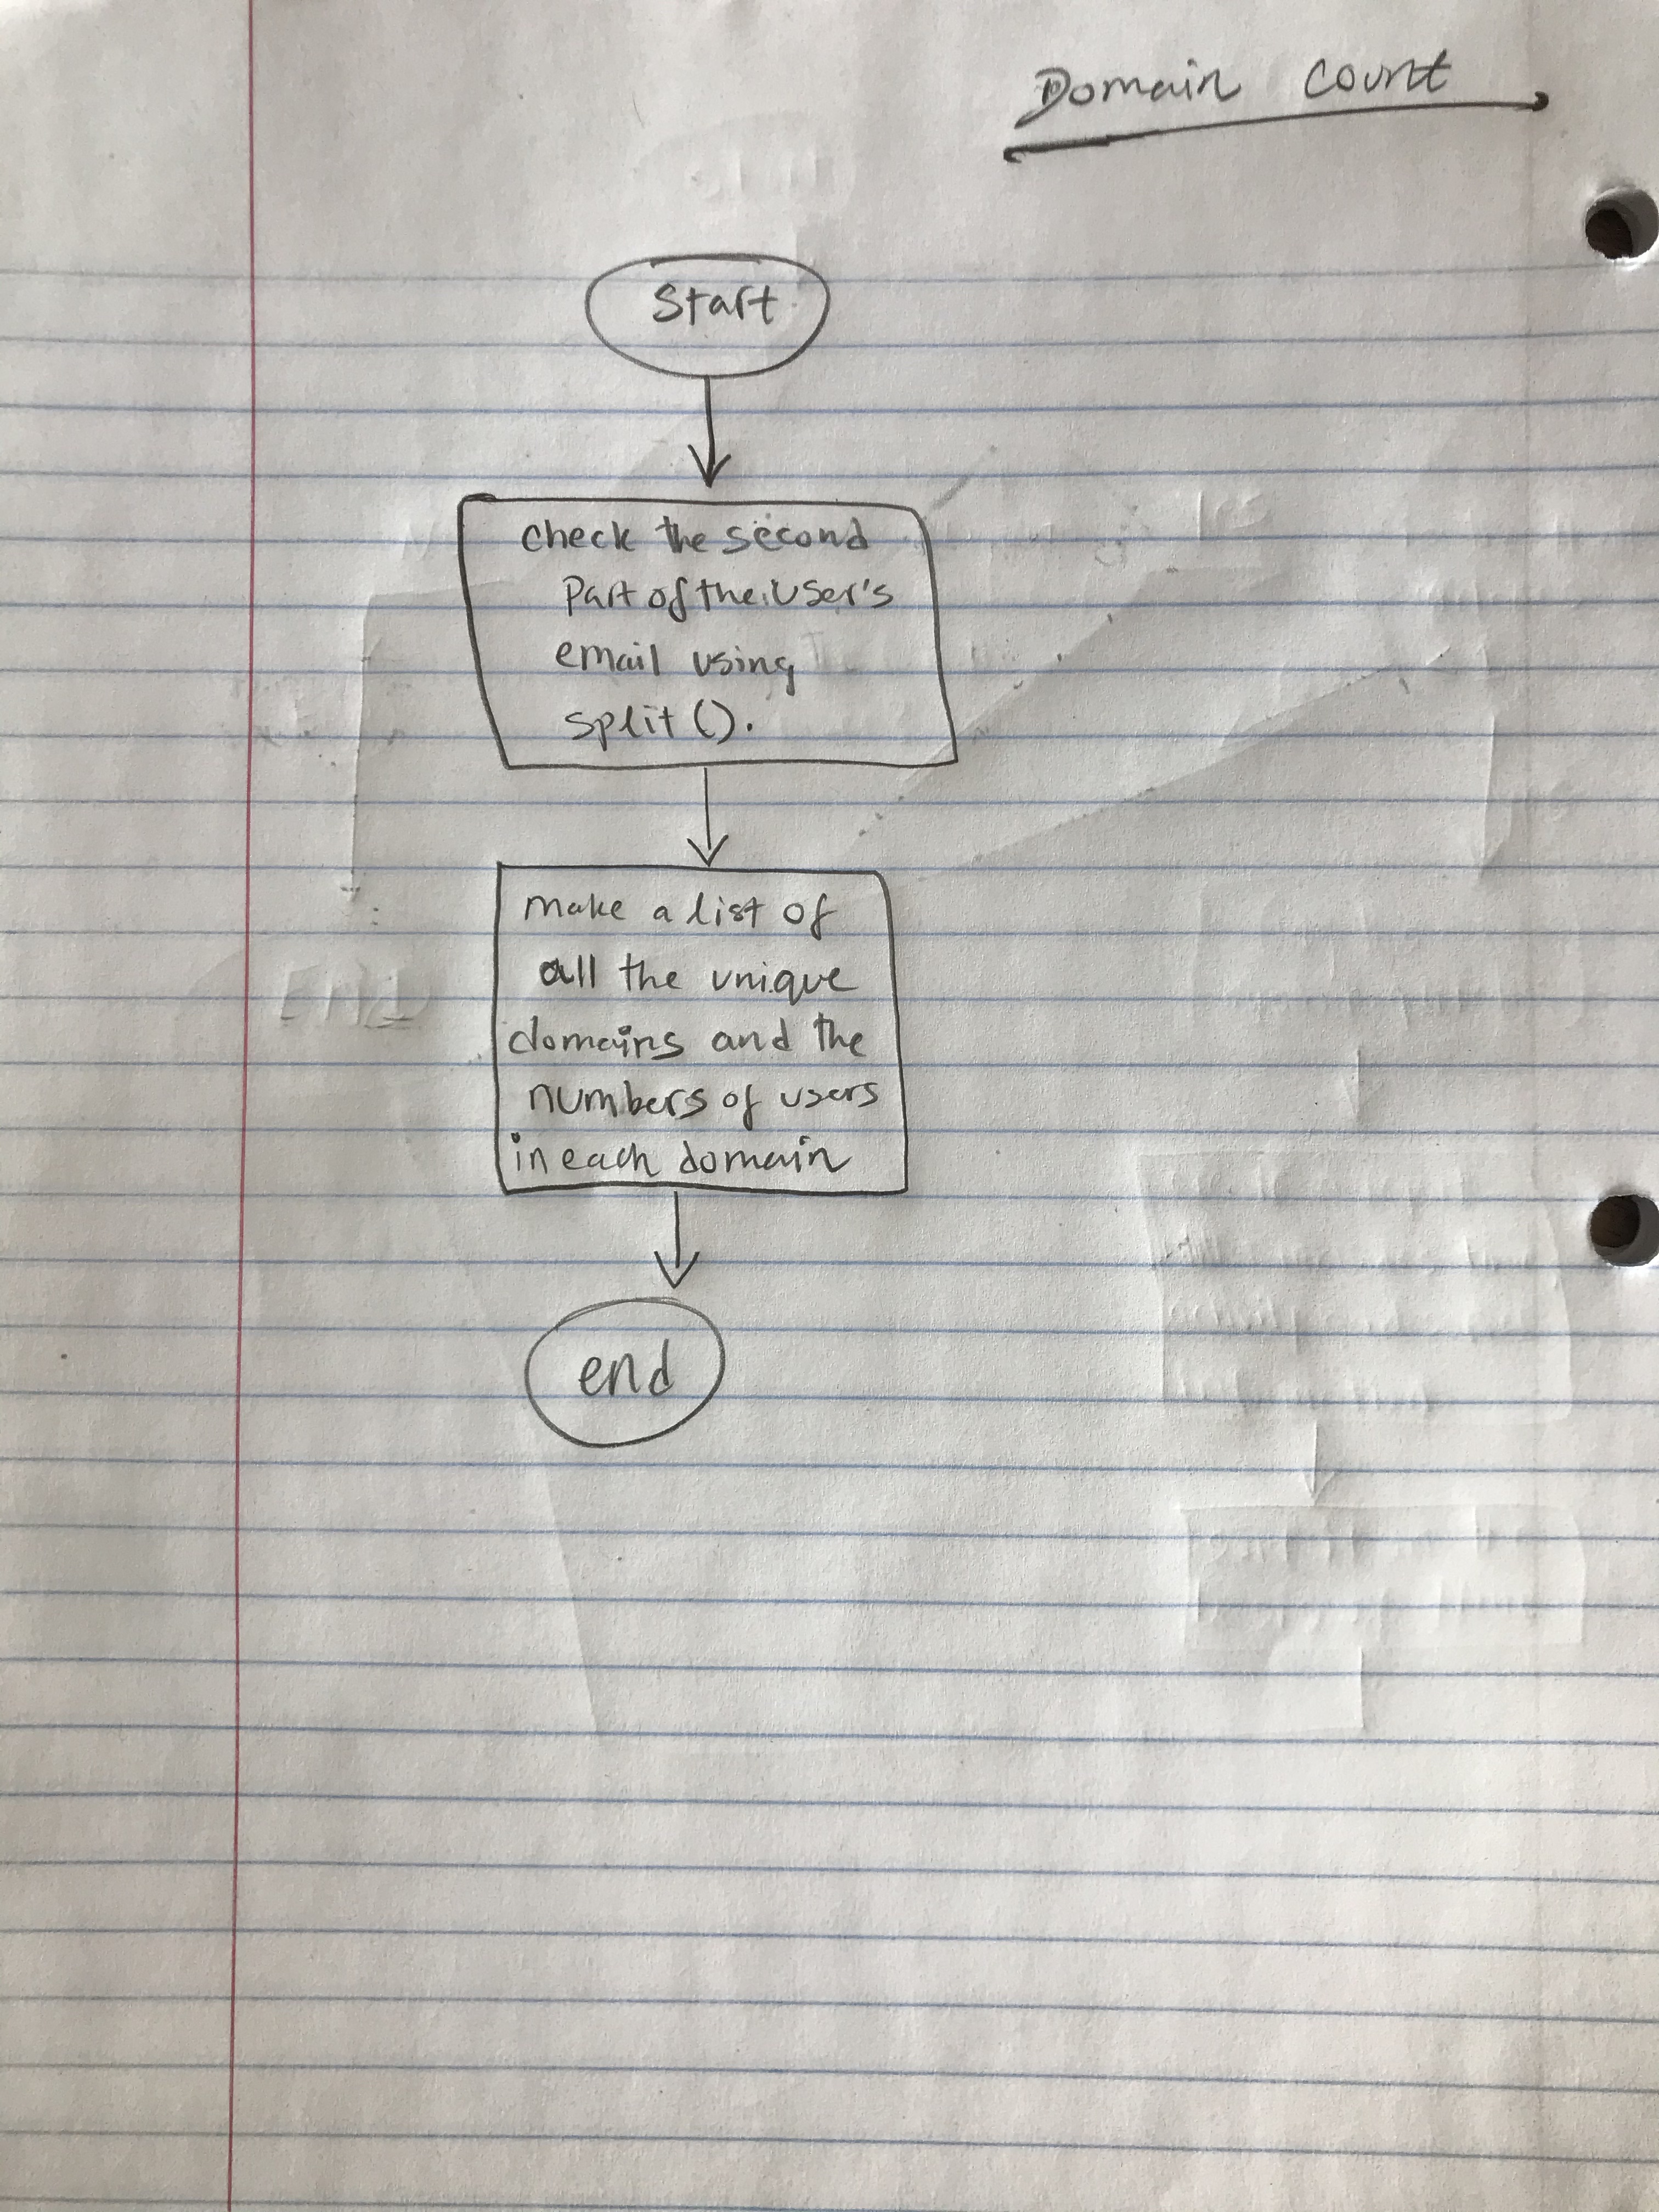 Domain count
Start
check the second
Part of the user's
email using
split().
make a list of
all the unique
domains and the
numbers of users
in each domain
end